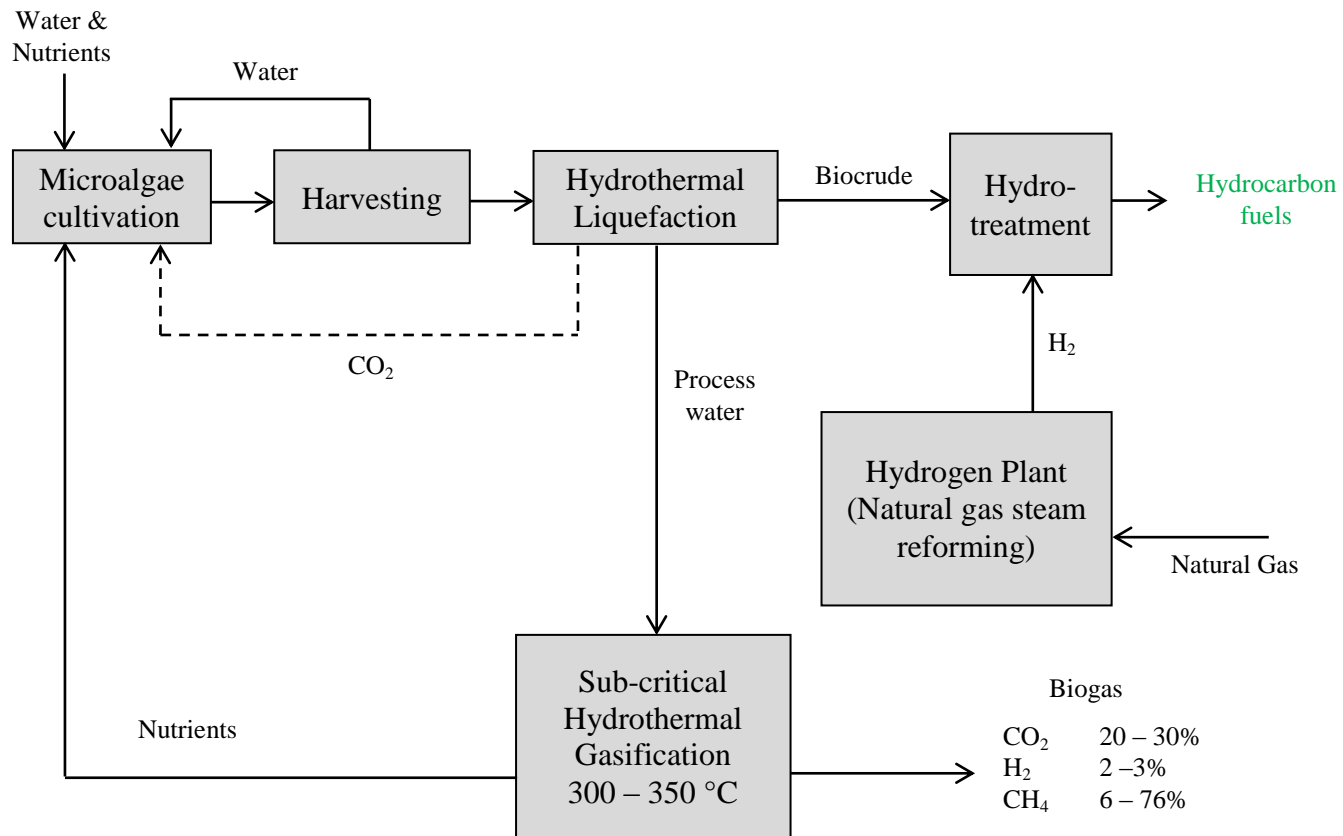 Water &
Nutrients
Water
Microalgae
cultivation
Harvesting
Hydrothermal
Liquefaction
Biocrude
Hydro-
treatment
Hydrocarbon
fuels
CO₂
Process
water
H₂
Hydrogen Plant
(Natural gas steam
reforming)
Natural Gas
Sub-critical
Hydrothermal
Gasification
300 – 350 °C
Nutrients
Biogas
CO₂ 20 – 30%
H₂ 2 –3%
CH₄ 6 – 76%